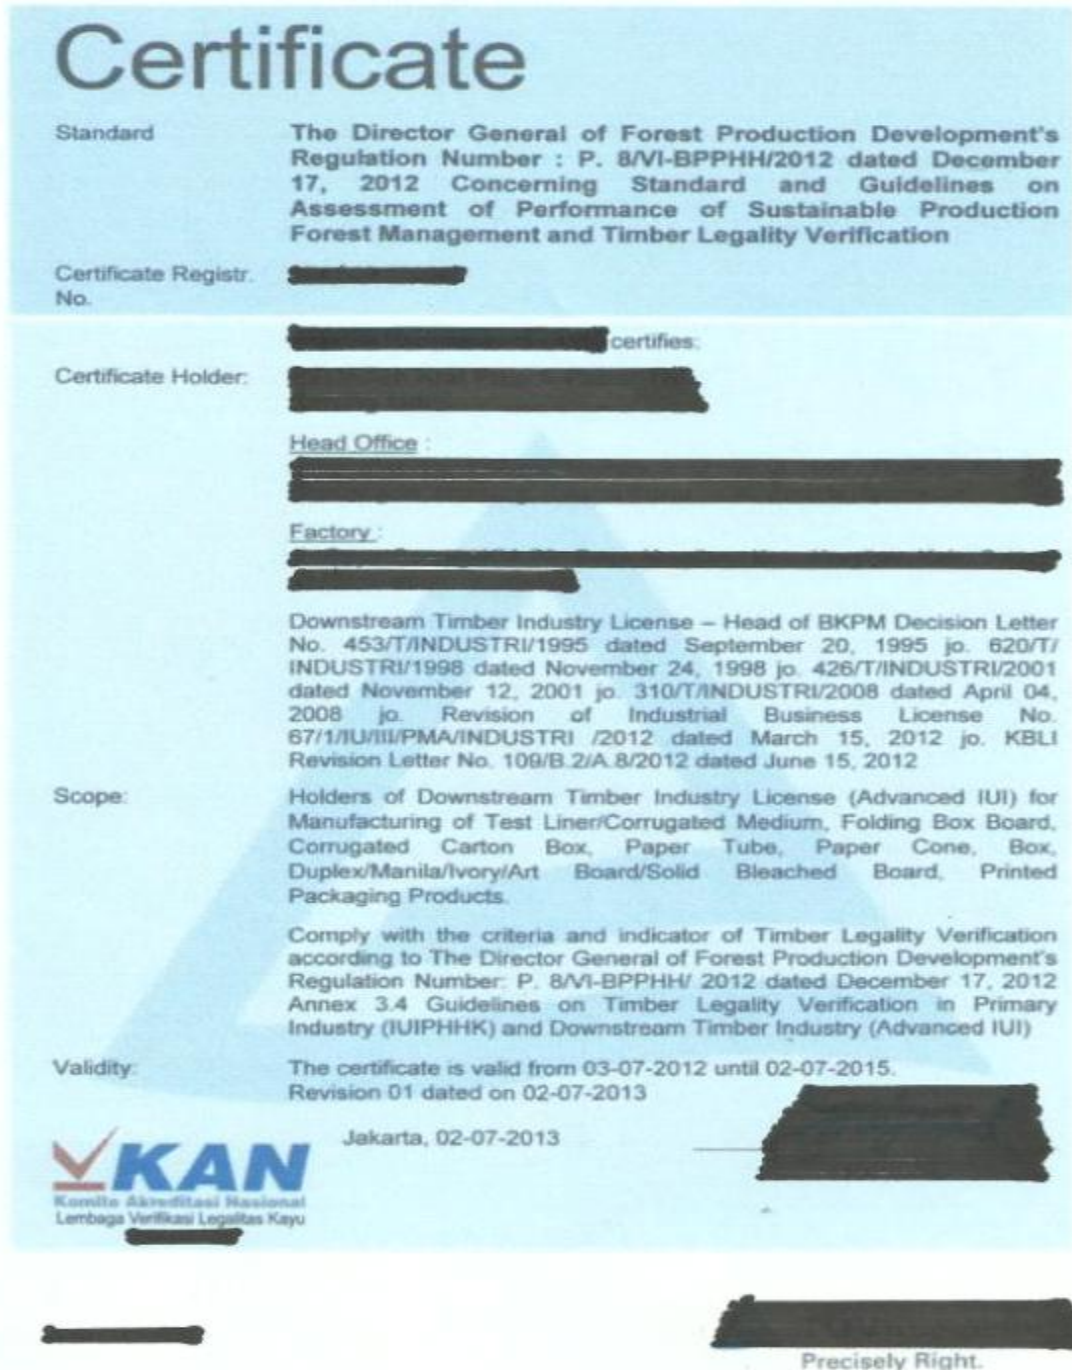 Certificate
Standard
The Director General of Forest Production Development's
Regulation Number : P. 8/VI-BPPHH/2012 dated December
17, 2012 Concerning Standard and Guidelines on
Assessment of Performance of Sustainable Production
Forest Management and Timber Legality Verification
Certificate Registr.
No.
certifies:
Certificate Holder:
Head Office :
Factory :
Downstream Timber Industry License – Head of BKPM Decision Letter
No. 453/T/INDUSTRI/1995 dated September 20, 1995 jo. 620/T/
INDUSTRI/1998 dated November 24, 1998 jo. 426/T/INDUSTRI/2001
dated November 12, 2001 jo. 310/T/INDUSTRI/2008 dated April 04,
2008 jo. Revision of Industrial Business License No.
67/1/IU/III/PMA/INDUSTRI /2012 dated March 15, 2012 jo. KBLI
Revision Letter No. 109/B.2/A.8/2012 dated June 15, 2012
Scope:
Holders of Downstream Timber Industry License (Advanced IUI) for
Manufacturing of Test Liner/Corrugated Medium, Folding Box Board,
Corrugated Carton Box, Paper Tube, Paper Cone, Box,
Duplex/Manila/Ivory/Art Board/Solid Bleached Board, Printed
Packaging Products.
Comply with the criteria and indicator of Timber Legality Verification
according to The Director General of Forest Production Development's
Regulation Number: P. 8/VI-BPPHH/ 2012 dated December 17, 2012
Annex 3.4 Guidelines on Timber Legality Verification in Primary
Industry (IUIPHHK) and Downstream Timber Industry (Advanced IUI)
Validity:
The certificate is valid from 03-07-2012 until 02-07-2015.
Revision 01 dated on 02-07-2013
Jakarta, 02-07-2013
KAN
Komite Akreditasi Nasional
Lembaga Verifikasi Legalitas Kayu
Precisely Right.